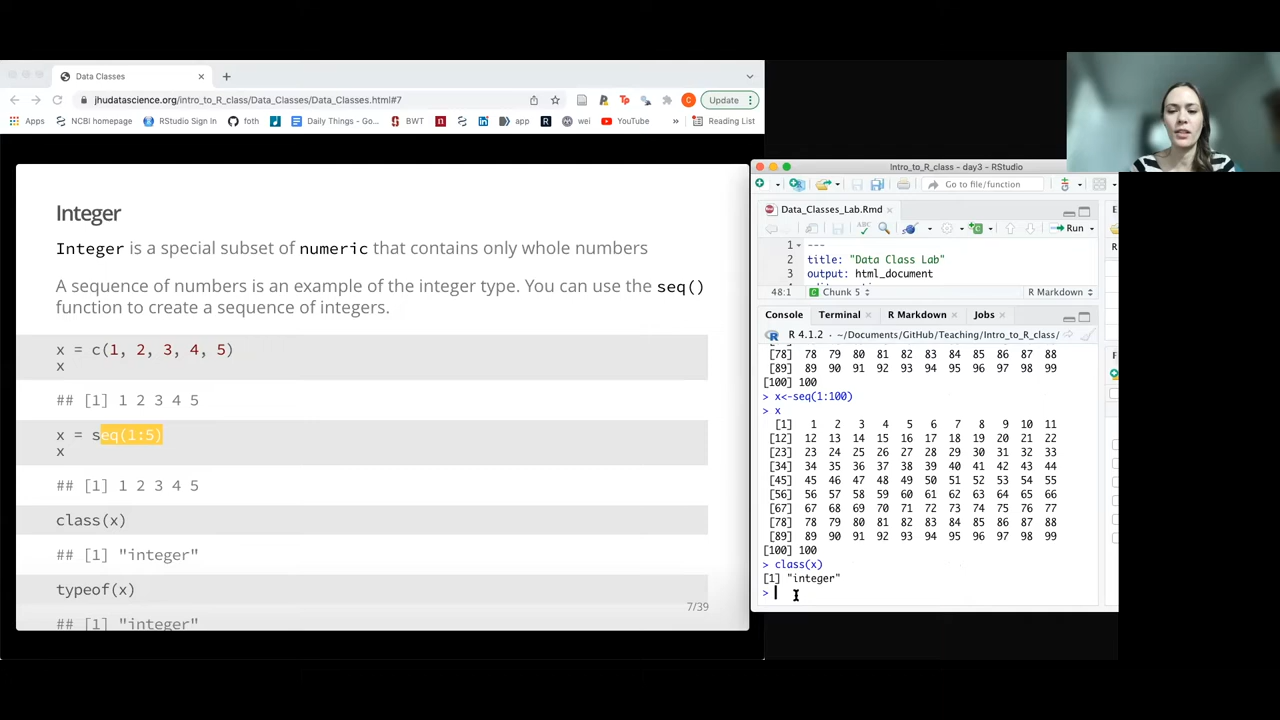 Data Classes
jhudatascience.org/intro_to_R_class/Data_Classes/Data_Classes.html#7
Update
Apps
NCBI homepage
RStudio Sign In
foth
Daily Things - Go...
BWT
app
wei
YouTube
»
Reading List
Integer
Integer is a special subset of numeric that contains only whole numbers
A sequence of numbers is an example of the integer type. You can use the seq()
function to create a sequence of integers.
x = c(1, 2, 3, 4, 5)
x
## [1] 1 2 3 4 5
x = seq(1:5)
x
## [1] 1 2 3 4 5
class(x)
## [1] "integer"
typeof(x)
## [1] "integer"
7/39
Intro_to_R_class - day3 - RStudio
Go to file/function
Data_Classes_Lab.Rmd
Run
1 ---
2 title: "Data Class Lab"
3 output: html_document
48:1 Chunk 5 R Markdown
Console Terminal R Markdown Jobs
R 4.1.2 · ~/Documents/GitHub/Teaching/Intro_to_R_class/
[78] 78 79 80 81 82 83 84 85 86 87 88
[89] 89 90 91 92 93 94 95 96 97 98 99
[100] 100
> x<-seq(1:100)
> x
[1] 1 2 3 4 5 6 7 8 9 10 11
[12] 12 13 14 15 16 17 18 19 20 21 22
[23] 23 24 25 26 27 28 29 30 31 32 33
[34] 34 35 36 37 38 39 40 41 42 43 44
[45] 45 46 47 48 49 50 51 52 53 54 55
[56] 56 57 58 59 60 61 62 63 64 65 66
[67] 67 68 69 70 71 72 73 74 75 76 77
[78] 78 79 80 81 82 83 84 85 86 87 88
[89] 89 90 91 92 93 94 95 96 97 98 99
[100] 100
> class(x)
[1] "integer"
>